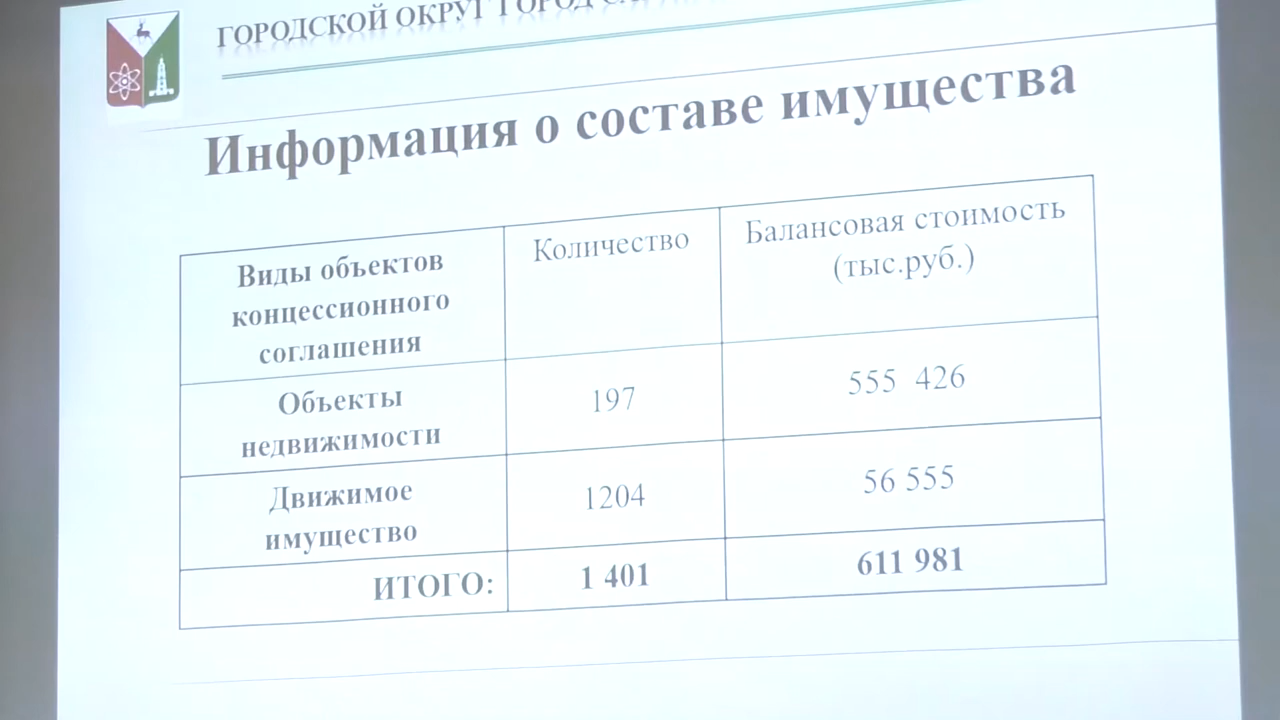 ГОРОДСКОЙ ОКРУГ ГОРОД
Информация о составе имущества
Виды объектов
концессионного
соглашения
Количество
Балансовая стоимость
(тыс.руб.)
Объекты
недвижимости
197
555 426
Движимое
имущество
1204
56 555
ИТОГО:
1 401
611 981